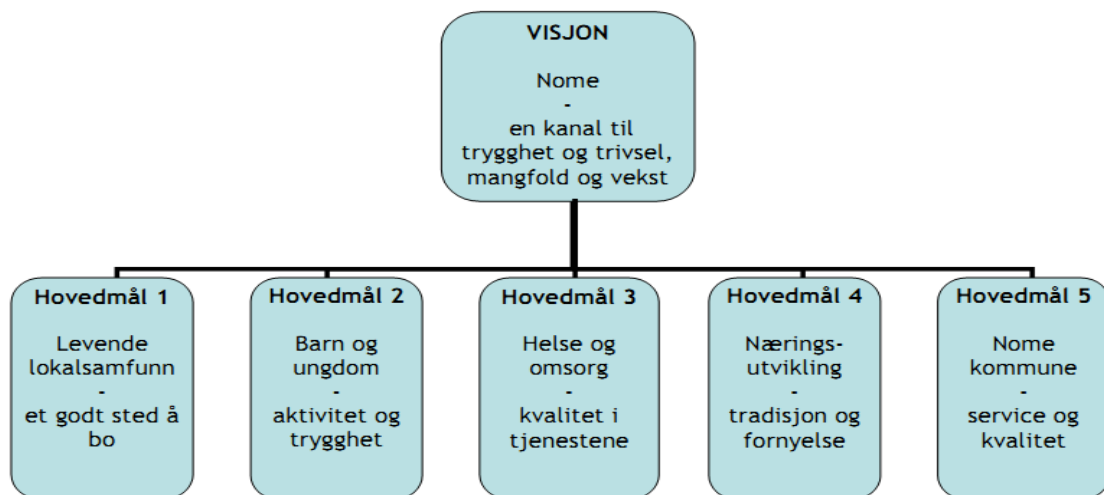 VISJON
Nome
-
en kanal til
trygghet og trivsel,
mangfold og vekst
Hovedmål 1
Levende
lokalsamfunn
-
et godt sted å
bo
Hovedmål 2
Barn og
ungdom
-
aktivitet og
trygghet
Hovedmål 3
Helse og
omsorg
-
kvalitet i
tjenestene
Hovedmål 4
Nærings-
utvikling
-
tradisjon og
fornyelse
Hovedmål 5
Nome
kommune
-
service og
kvalitet